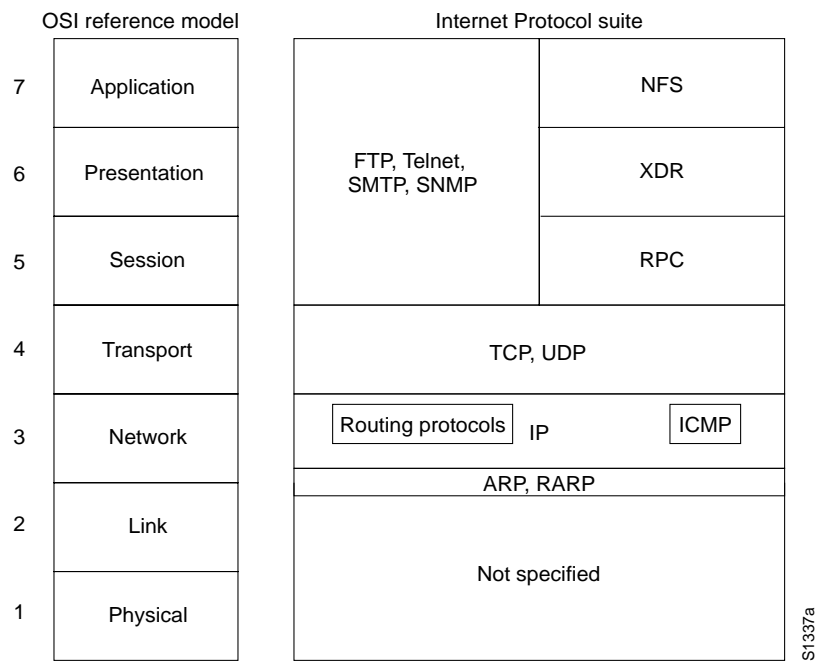 OSI reference model
Internet Protocol suite
7
Application
NFS
6
Presentation
FTP, Telnet,
SMTP, SNMP
XDR
5
Session
RPC
4
Transport
TCP, UDP
3
Network
Routing protocols
IP
ICMP
ARP, RARP
2
Link
Not specified
1
Physical
S1337a